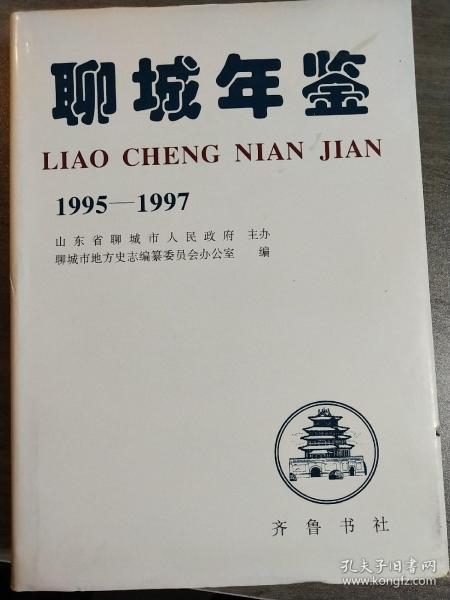 聊城年鉴
LIAO CHENG NIAN JIAN
1995—1997
山东省聊城市人民政府 主办
聊城市地方史志编纂委员会办公室 编
齐鲁书社
孔夫子旧书网
www.kongfz.com